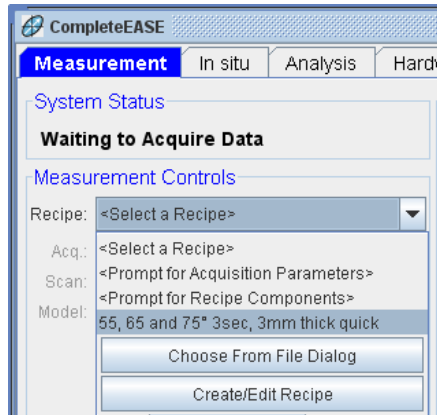 CompleteEASE
Measurement In situ Analysis Hardw
System Status
Waiting to Acquire Data
Measurement Controls
Recipe: <Select a Recipe>
Acq.: <Select a Recipe>
Scan: <Prompt for Acquisition Parameters>
Model: <Prompt for Recipe Components>
55, 65 and 75° 3sec, 3mm thick quick
Choose From File Dialog
Create/Edit Recipe